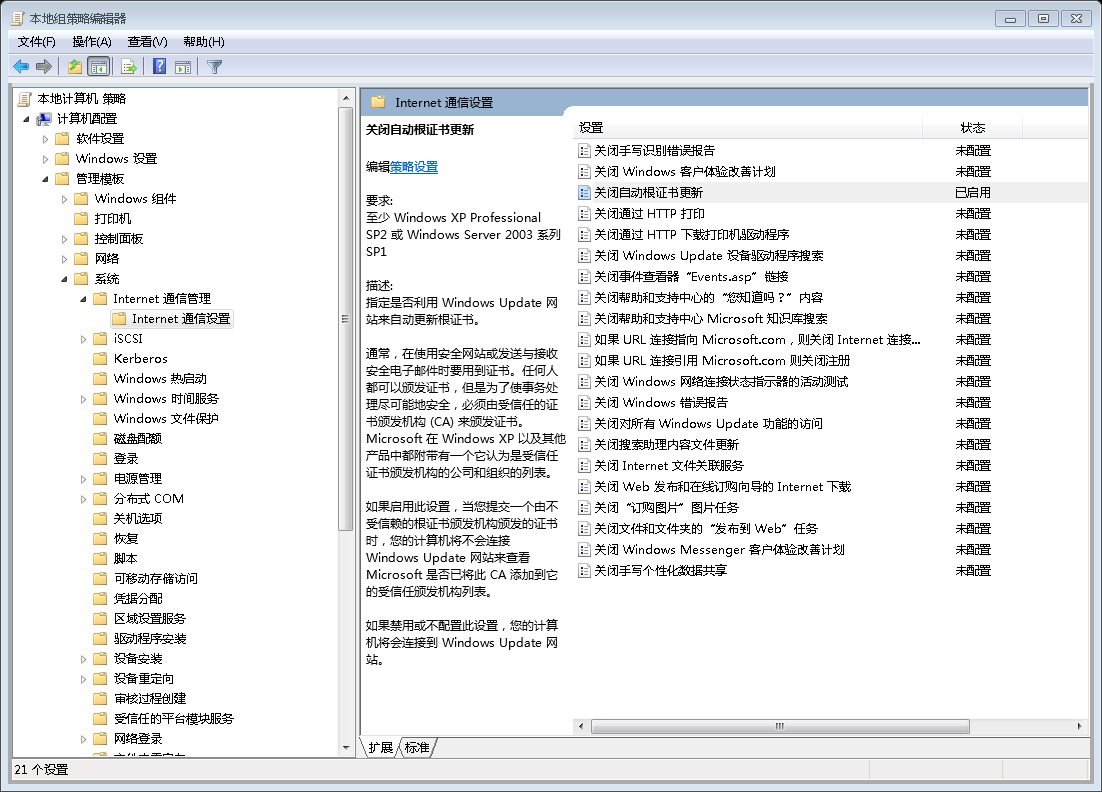 本地组策略编辑器
文件(F) 操作(A) 查看(V) 帮助(H)
本地计算机 策略
计算机配置
软件设置
Windows 设置
管理模板
Windows 组件
打印机
控制面板
网络
系统
Internet 通信管理
Internet 通信设置
iSCSI
Kerberos
Windows 热启动
Windows 时间服务
Windows 文件保护
磁盘配额
登录
电源管理
分布式 COM
关机选项
恢复
脚本
可移动存储访问
凭据分配
区域设置服务
驱动程序安装
设备安装
设备重定向
审核过程创建
受信任的平台模块服务
网络登录
Internet 通信设置
关闭自动根证书更新
编辑策略设置
要求:
至少 Windows XP Professional
SP2 或 Windows Server 2003 系列
SP1
描述:
指定是否利用 Windows Update 网
站来自动更新根证书。
通常，在使用安全网站或发送与接收
安全电子邮件时要用到证书。任何人
都可以颁发证书，但是为了使事务处
理尽可能地安全，必须由受信任的证
书颁发机构 (CA) 来颁发证书。
Microsoft 在 Windows XP 以及其他
产品中都附带有一个它认为是受信任
证书颁发机构的公司和组织的列表。
如果启用此设置，当您提交一个由不
受信赖的根证书颁发机构颁发的证书
时，您的计算机将不会连接
Windows Update 网站来查看
Microsoft 是否已将此 CA 添加到它
的受信任颁发机构列表。
如果禁用或不配置此设置，您的计算
机将会连接到 Windows Update 网
站。
设置 状态
关闭手写识别错误报告 未配置
关闭 Windows 客户体验改善计划 未配置
关闭自动根证书更新 已启用
关闭通过 HTTP 打印 未配置
关闭通过 HTTP 下载打印机驱动程序 未配置
关闭 Windows Update 设备驱动程序搜索 未配置
关闭事件查看器“Events.asp”链接 未配置
关闭帮助和支持中心的“您知道吗？”内容 未配置
关闭帮助和支持中心 Microsoft 知识库搜索 未配置
如果 URL 连接指向 Microsoft.com，则关闭 Internet 连接... 未配置
如果 URL 连接引用 Microsoft.com 则关闭注册 未配置
关闭 Windows 网络连接状态指示器的活动测试 未配置
关闭 Windows 错误报告 未配置
关闭对所有 Windows Update 功能的访问 未配置
关闭搜索助理内容文件更新 未配置
关闭 Internet 文件关联服务 未配置
关闭 Web 发布和在线订购向导的 Internet 下载 未配置
关闭“订购图片”图片任务 未配置
关闭文件和文件夹的“发布到 Web”任务 未配置
关闭 Windows Messenger 客户体验改善计划 未配置
关闭手写个性化数据共享 未配置
扩展 标准
21 个设置